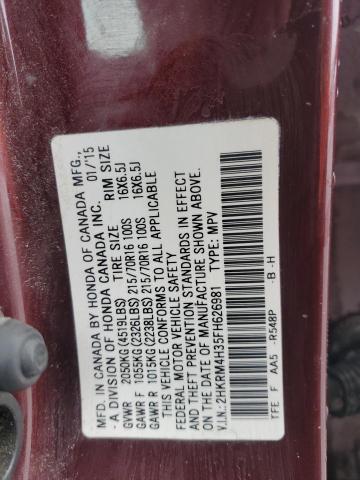 MFD. IN CANADA BY HONDA OF CANADA MFG.,
- A DIVISION OF HONDA CANADA INC. 01/15
TIRE SIZE RIM SIZE
GVWR 2050KG (4519LBS)
GAWR F 1055KG (2326LBS) 215/70R16 100S 16X6.5J
GAWR R 1015KG (2238LBS) 215/70R16 100S 16X6.5J
THIS VEHICLE CONFORMS TO ALL APPLICABLE
FEDERAL MOTOR VEHICLE SAFETY
AND THEFT PREVENTION STANDARDS IN EFFECT
ON THE DATE OF MANUFACTURE SHOWN ABOVE.
V.I.N.: 2HKRM4H35FH626981 TYPE: MPV
TFE F AA5 -R548P -B -H